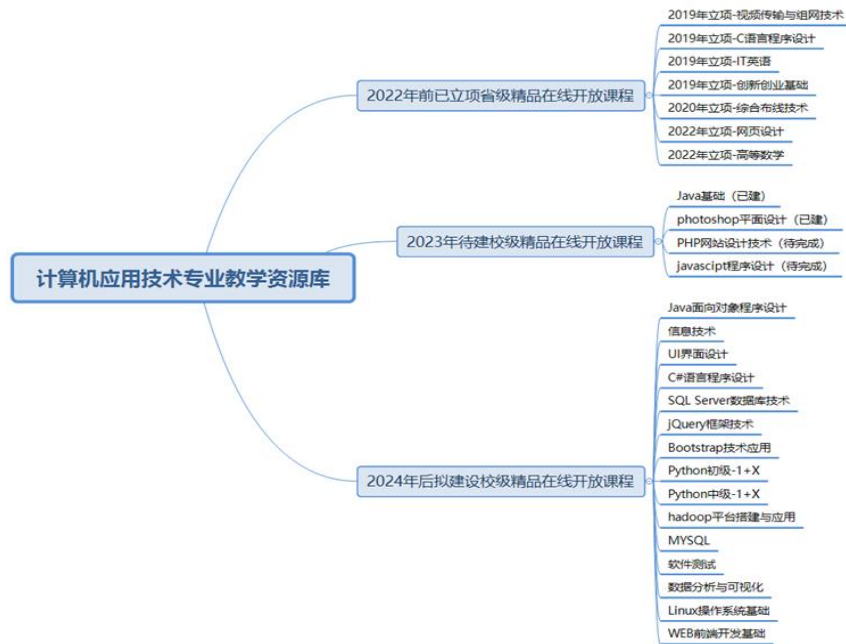 计算机应用技术专业教学资源库
2022年前已立项省级精品在线开放课程
2019年立项-视频传输与组网技术
2019年立项-C语言程序设计
2019年立项-IT英语
2019年立项-创新创业基础
2020年立项-综合布线技术
2022年立项-网页设计
2022年立项-高等数学
2023年待建校级精品在线开放课程
Java基础（已建）
photoshop平面设计（已建）
PHP网站设计技术（待完成）
javascipt程序设计（待完成）
2024年后拟建设校级精品在线开放课程
Java面向对象程序设计
信息技术
UI界面设计
C#语言程序设计
SQL Server数据库技术
jQuery框架技术
Bootstrap技术应用
Python初级-1+X
Python中级-1+X
hadoop平台搭建与应用
MYSQL
软件测试
数据分析与可视化
Linux操作系统基础
WEB前端开发基础